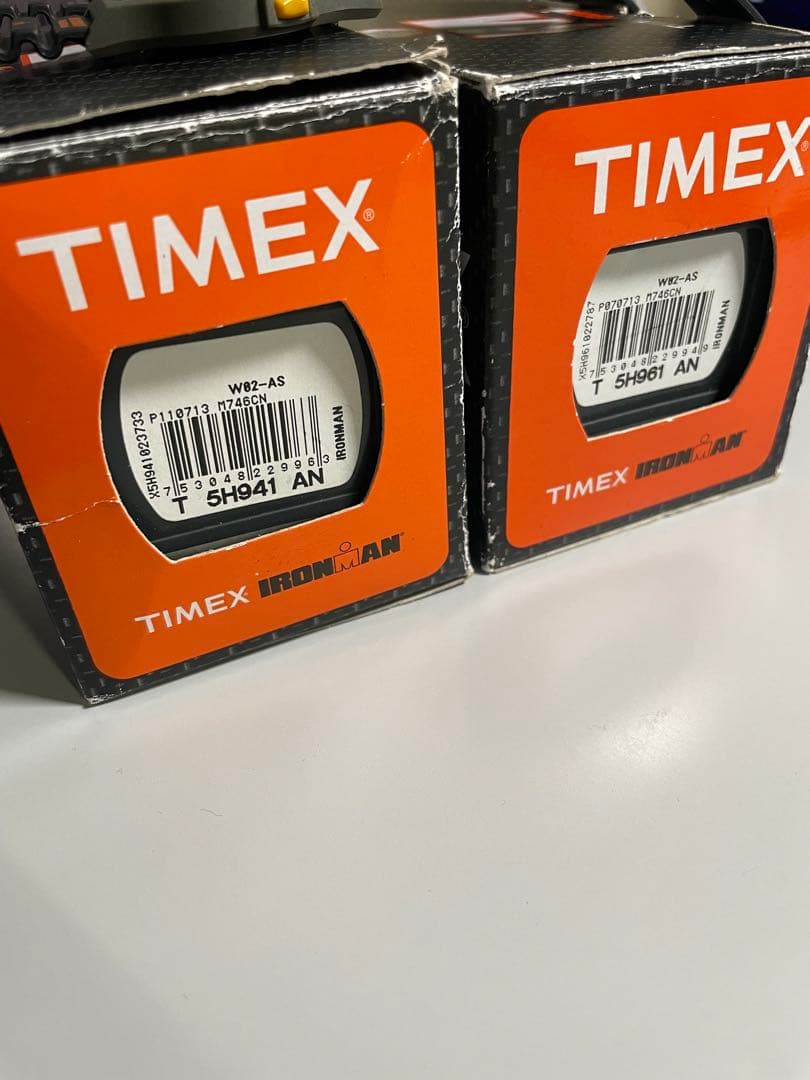 TIMEX®
W02-AS
P110713 M746CN
X5H941023733
IRONMAN
7 53048 22996 3
T 5H941 AN
TIMEX IRONMAN
TIMEX®
W02-AS
P070713 M746CN
X5H961022787
IRONMAN
7 53048 22994 9
T 5H961 AN
TIMEX IRONMAN